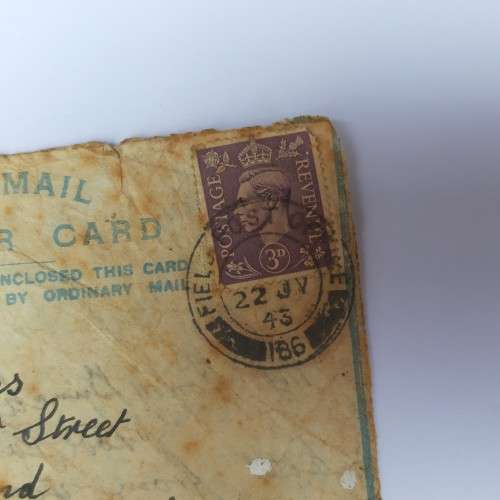 MAIL
R CARD
NCLOSED THIS CARD
BY ORDINARY MAIL
POSTAGE REVENUE
3D
FIEL
22 JY
43
186
Street